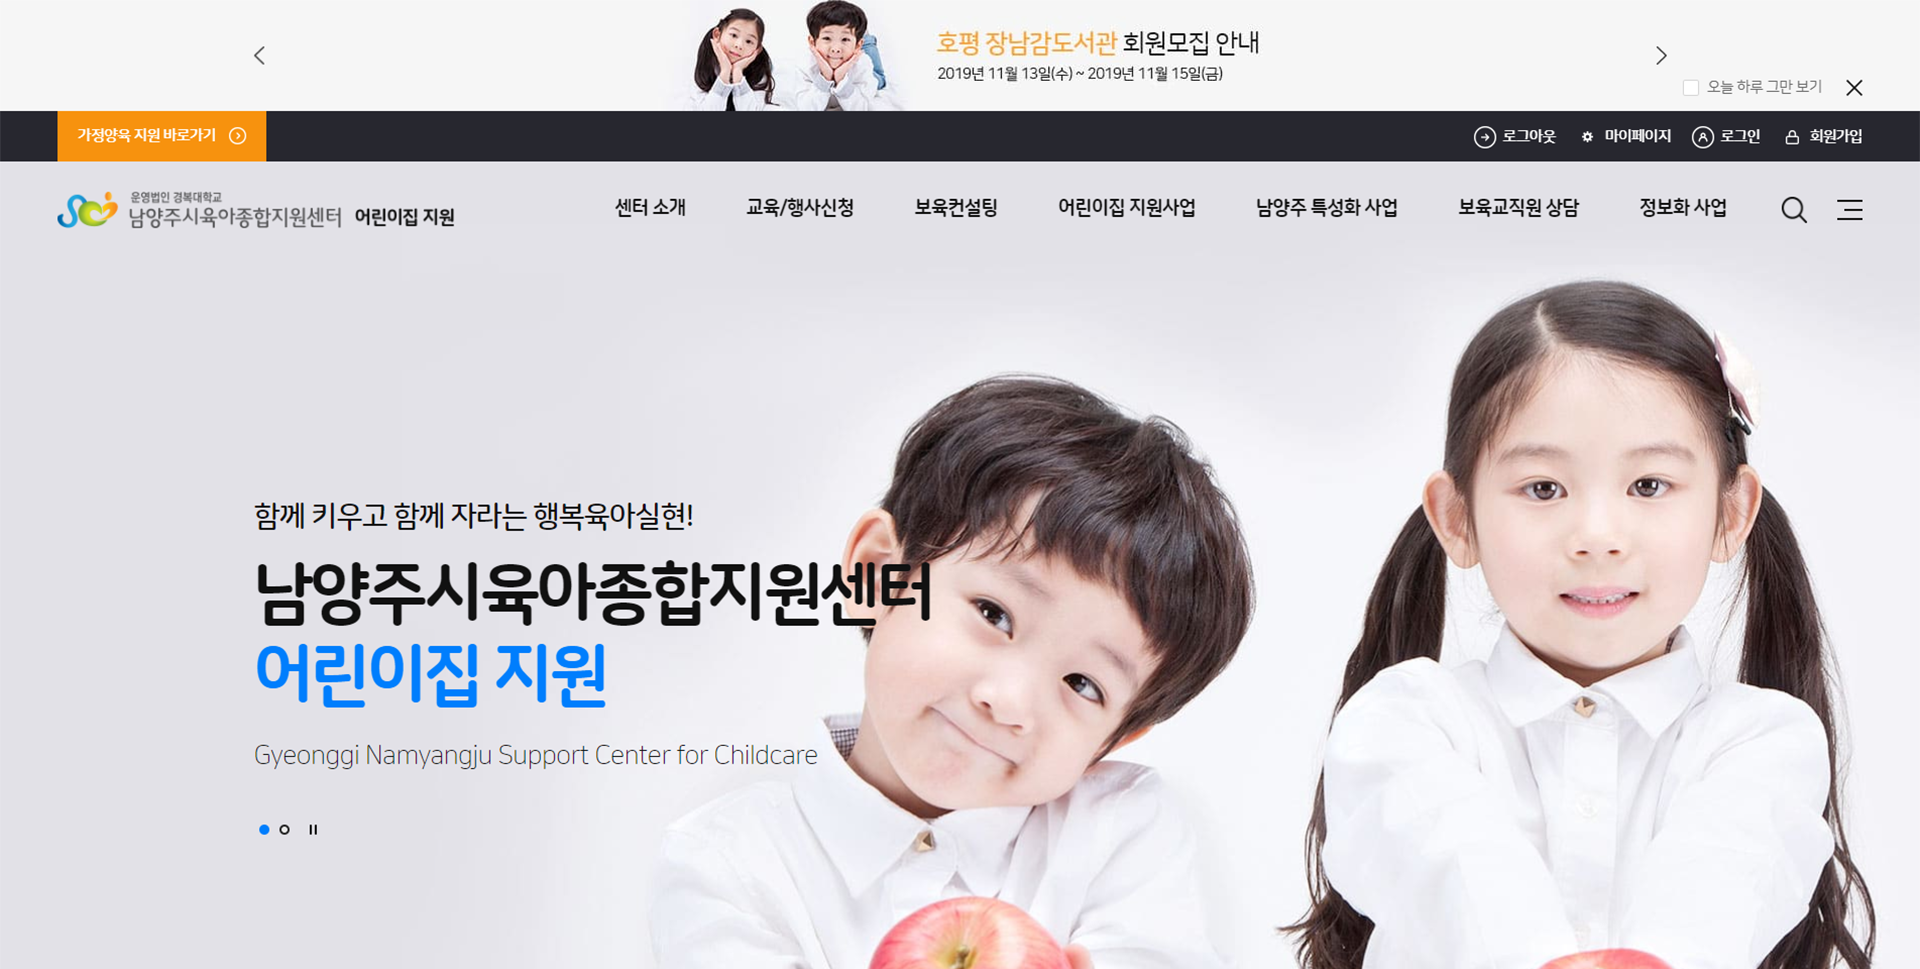 호평 장남감도서관 회원모집 안내
2019년 11월 13일(수) ~ 2019년 11월 15일(금)
오늘 하루 그만 보기
가정양육 지원 바로가기
로그아웃 마이페이지 로그인 회원가입
운영법인 경복대학교
남양주시육아종합지원센터 어린이집 지원
센터 소개 교육/행사신청 보육컨설팅 어린이집 지원사업 남양주 특성화 사업 보육교직원 상담 정보화 사업
함께 키우고 함께 자라는 행복육아실현!
남양주시육아종합지원센터
어린이집 지원
Gyeonggi Namyangju Support Center for Childcare